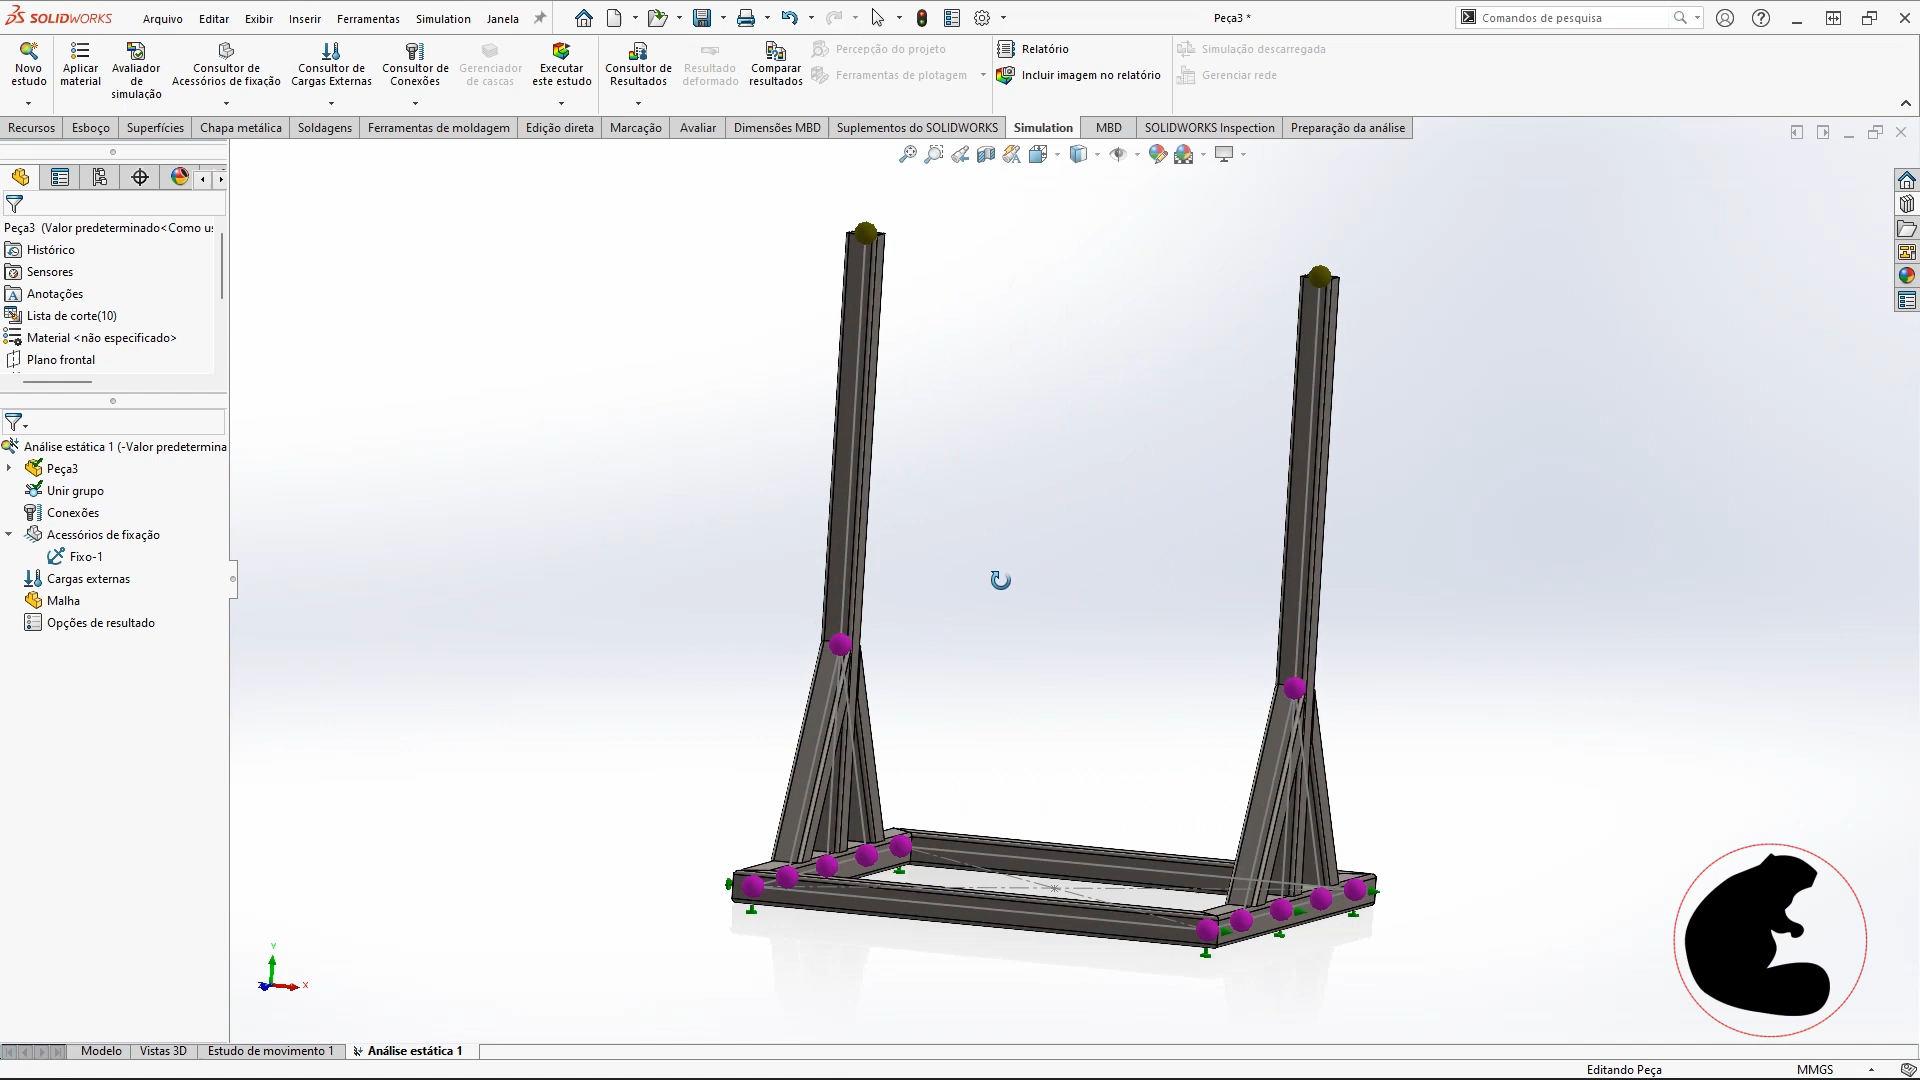 SOLIDWORKS
Arquivo Editar Exibir Inserir Ferramentas Simulation Janela
Peça3 *
Comandos de pesquisa
Novo estudo
Aplicar material
Avaliador de simulação
Consultor de Acessórios de fixação
Consultor de Cargas Externas
Consultor de Conexões
Gerenciador de cascas
Executar este estudo
Consultor de Resultados
Resultado deformado
Comparar resultados
Percepção do projeto
Ferramentas de plotagem
Relatório
Incluir imagem no relatório
Simulação descarregada
Gerenciar rede
Recursos Esboço Superfícies Chapa metálica Soldagens Ferramentas de moldagem Edição direta Marcação Avaliar Dimensões MBD Suplementos do SOLIDWORKS Simulation MBD SOLIDWORKS Inspection Preparação da análise
Peça3 (Valor predeterminado<Como us
Histórico
Sensores
Anotações
Lista de corte(10)
Material <não especificado>
Plano frontal
Análise estática 1 (-Valor predetermina
Peça3
Unir grupo
Conexões
Acessórios de fixação
Fixo-1
Cargas externas
Malha
Opções de resultado
Y
Z
X
Modelo Vistas 3D Estudo de movimento 1 Análise estática 1
Editando Peça MMGS